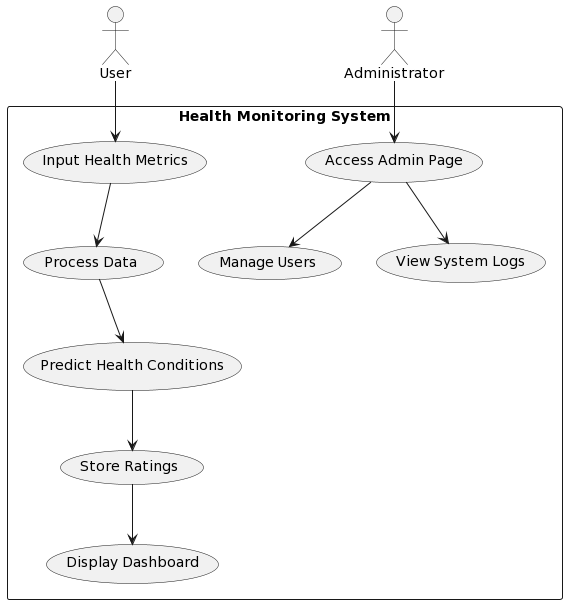 User
Administrator
Health Monitoring System
Input Health Metrics
Access Admin Page
Process Data
Manage Users
View System Logs
Predict Health Conditions
Store Ratings
Display Dashboard